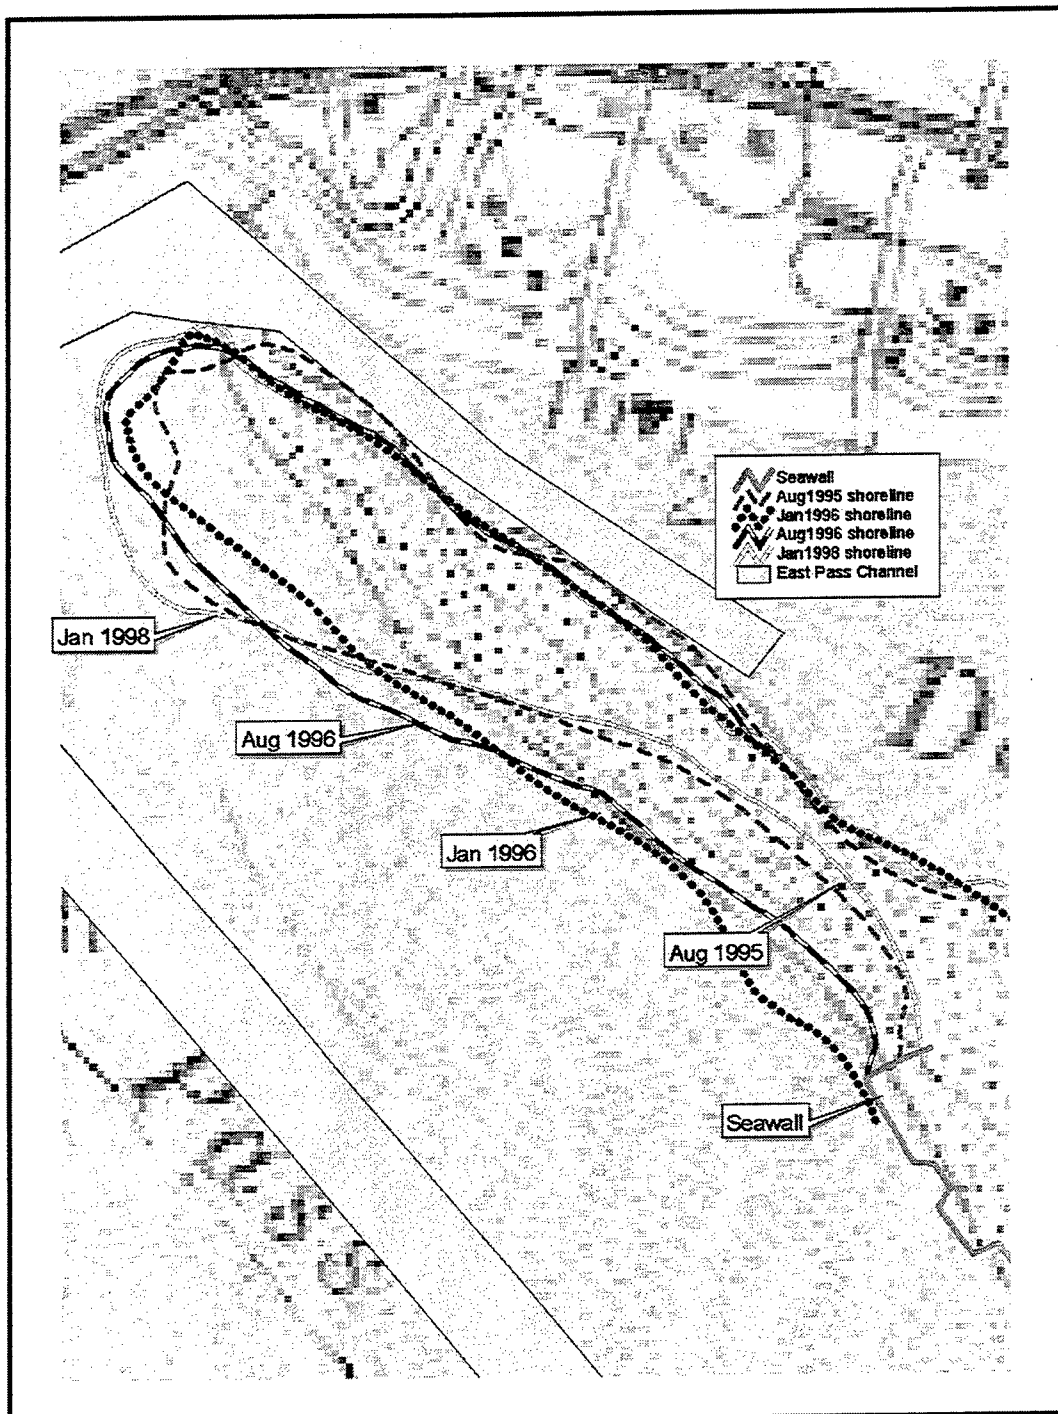 Seawall
Aug1995 shoreline
Jan1996 shoreline
Aug1996 shoreline
Jan1998 shoreline
East Pass Channel
Jan 1998
Aug 1996
Jan 1996
Aug 1995
Seawall